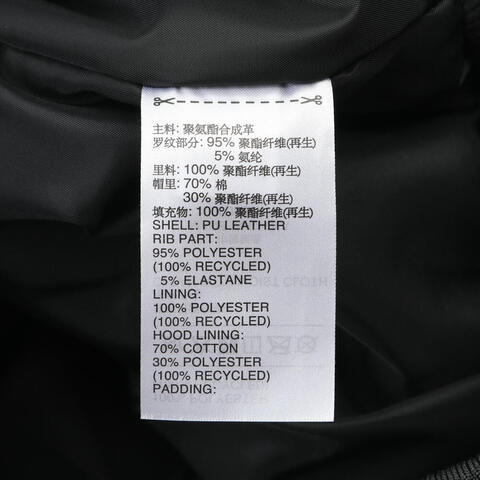 主料: 聚氨酯合成革
罗纹部分: 95% 聚酯纤维(再生)
5% 氨纶
里料: 100% 聚酯纤维(再生)
帽里: 70% 棉
30% 聚酯纤维(再生)
填充物: 100% 聚酯纤维(再生)
SHELL: PU LEATHER
RIB PART:
95% POLYESTER
(100% RECYCLED)
5% ELASTANE
LINING:
100% POLYESTER
(100% RECYCLED)
HOOD LINING:
70% COTTON
30% POLYESTER
(100% RECYCLED)
PADDING: